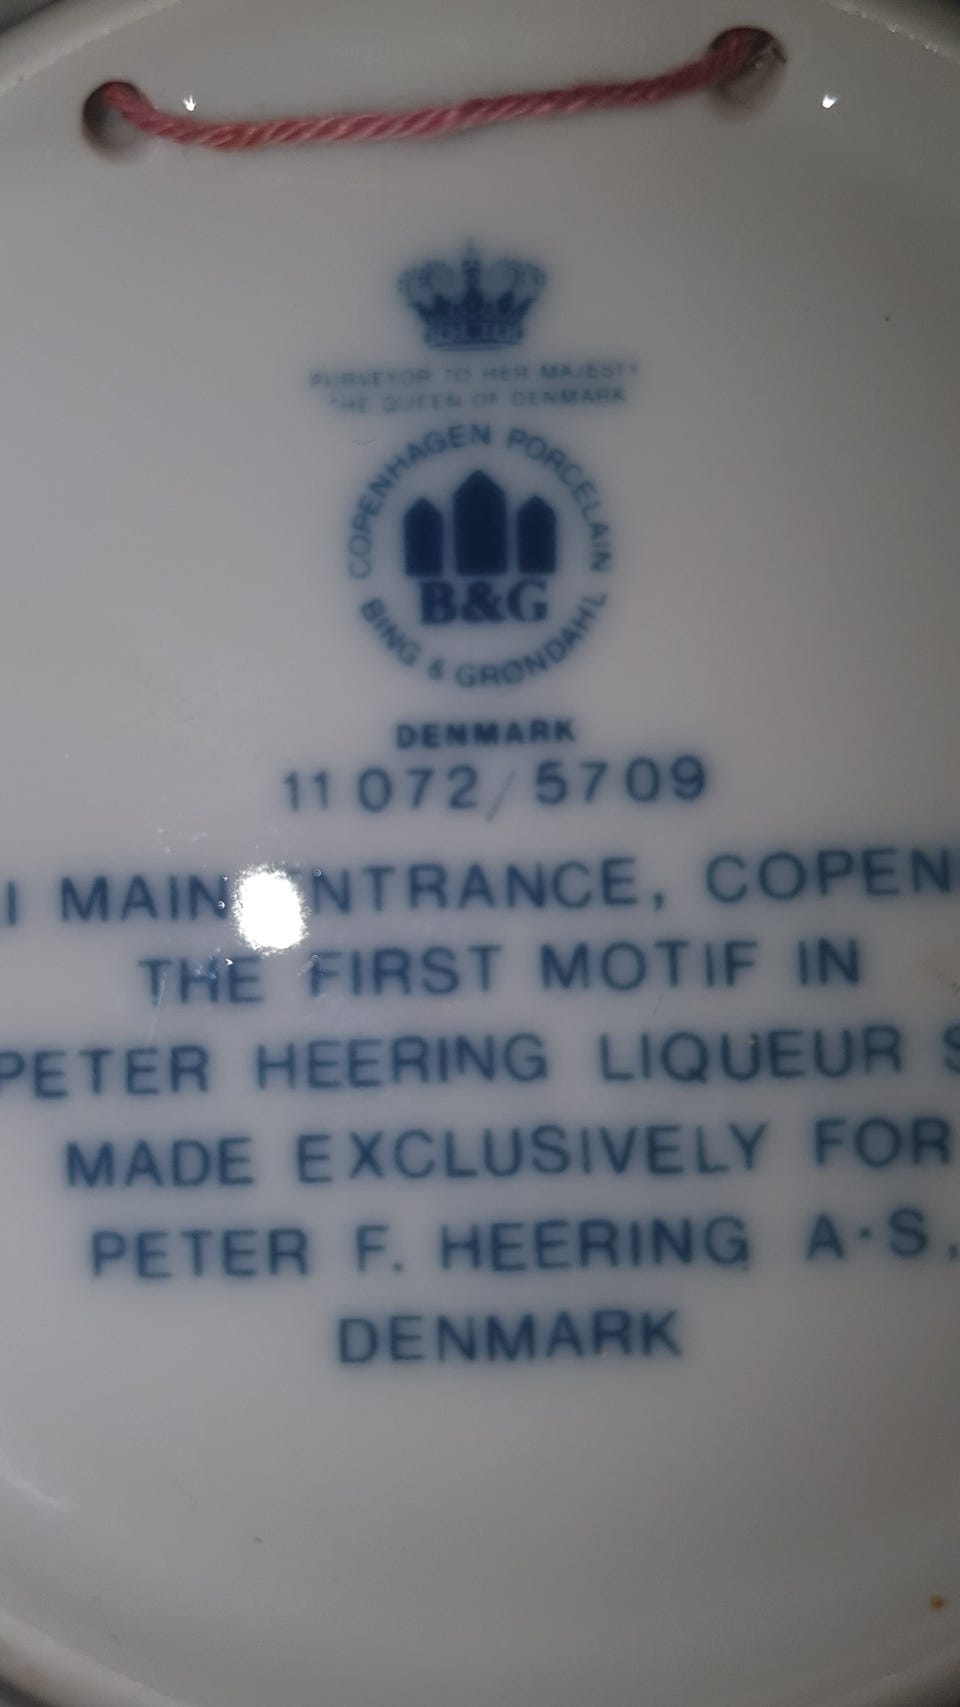 PURVEYOR TO HER MAJESTY
THE QUEEN OF DENMARK
COPENHAGEN PORCELAIN
B&G
BING & GRØNDAHL
DENMARK
11 072/5709
I MAIN ENTRANCE, COPEN
THE FIRST MOTIF IN
PETER HEERING LIQUEUR S
MADE EXCLUSIVELY FOR
PETER F. HEERING A·S,
DENMARK